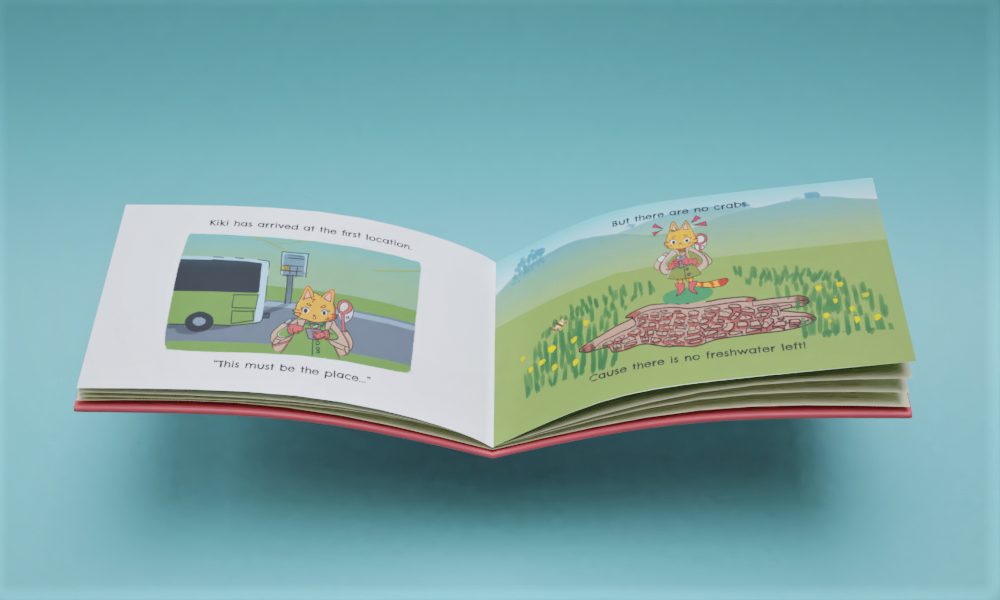 Kiki has arrived at the first location.
"This must be the place..."
But there are no crabs.
Cause there is no freshwater left!